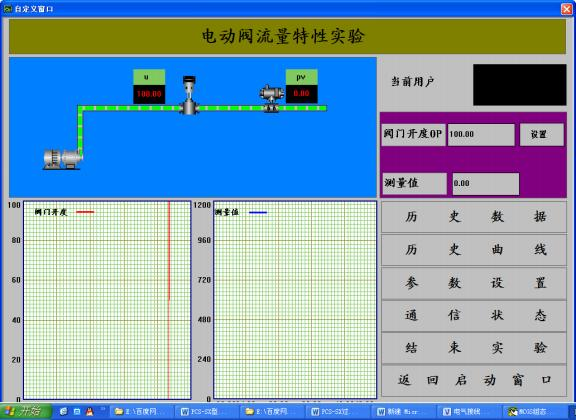 自定义窗口
电动阀流量特性实验
u
100.00
pv
0.00
当前用户
阀门开度OP 100.00 设置
测量值 0.00
100
80
60
40
20
0
阀门开度
1200
960
720
480
240
0
测量值
历史数据
历史曲线
参数设置
通信状态
结束实验
返回启动窗口
开始
E:\百度网...
PCS-SX型...
E:\百度网...
PCS-SX过...
新建 Micr...
电气接线
MCGS组态...